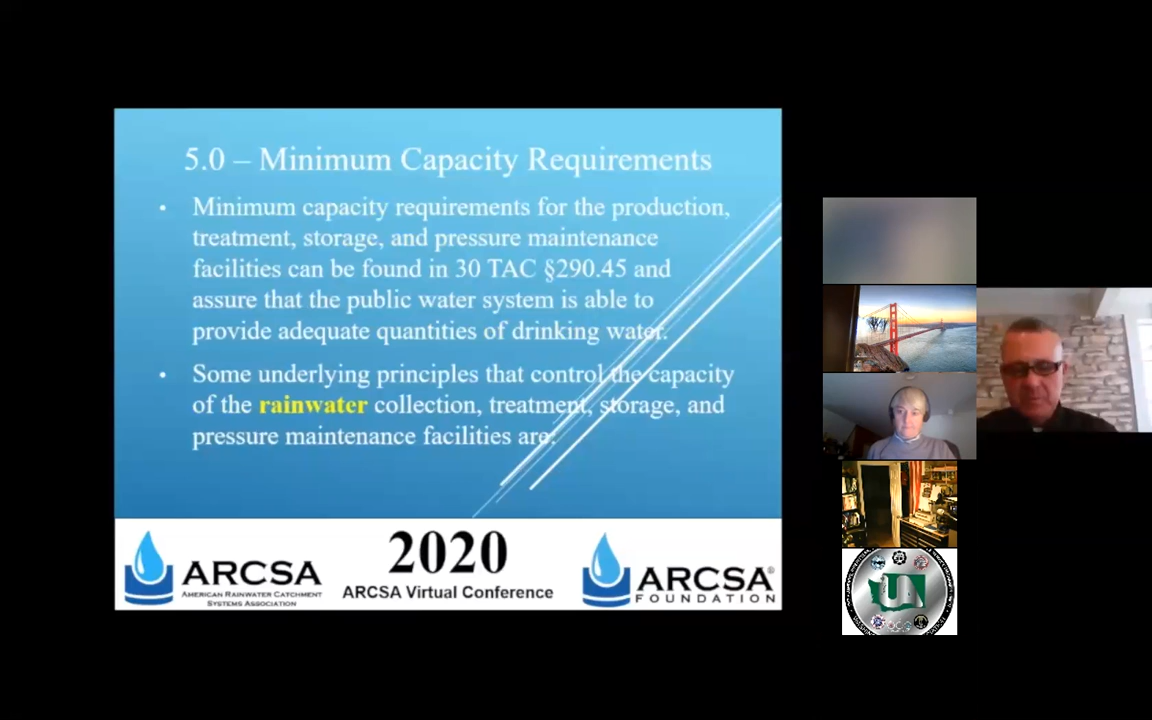 5.0 – Minimum Capacity Requirements
• Minimum capacity requirements for the production,
treatment, storage, and pressure maintenance
facilities can be found in 30 TAC §290.45 and
assure that the public water system is able to
provide adequate quantities of drinking water.
• Some underlying principles that control the capacity
of the rainwater collection, treatment, storage, and
pressure maintenance facilities are:
ARCSA
AMERICAN RAINWATER CATCHMENT
SYSTEMS ASSOCIATION
2020
ARCSA Virtual Conference
ARCSA®
FOUNDATION